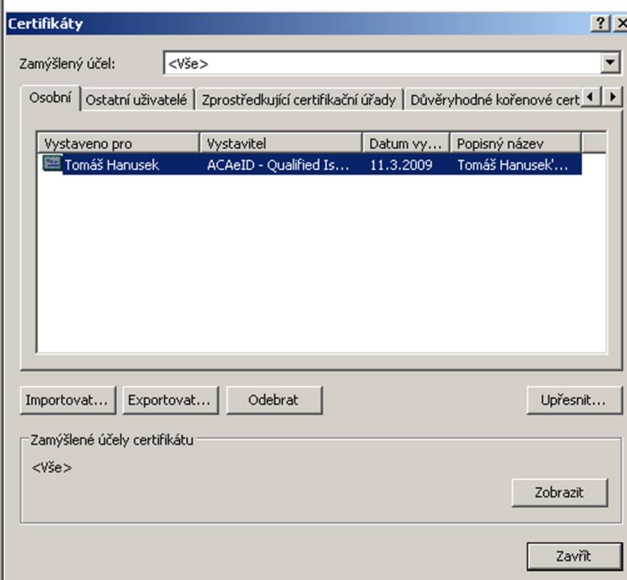 Certifikáty
Zamýšlený účel: <Vše>
Osobní Ostatní uživatelé Zprostředkující certifikační úřady Důvěryhodné kořenové cert
Vystaveno pro Vystavitel Datum vy... Popisný název
Tomáš Hanusek ACAeID - Qualified Is... 11.3.2009 Tomáš Hanusek'...
Importovat... Exportovat... Odebrat Upřesnit...
Zamýšlené účely certifikátu
<Vše>
Zobrazit
Zavřít